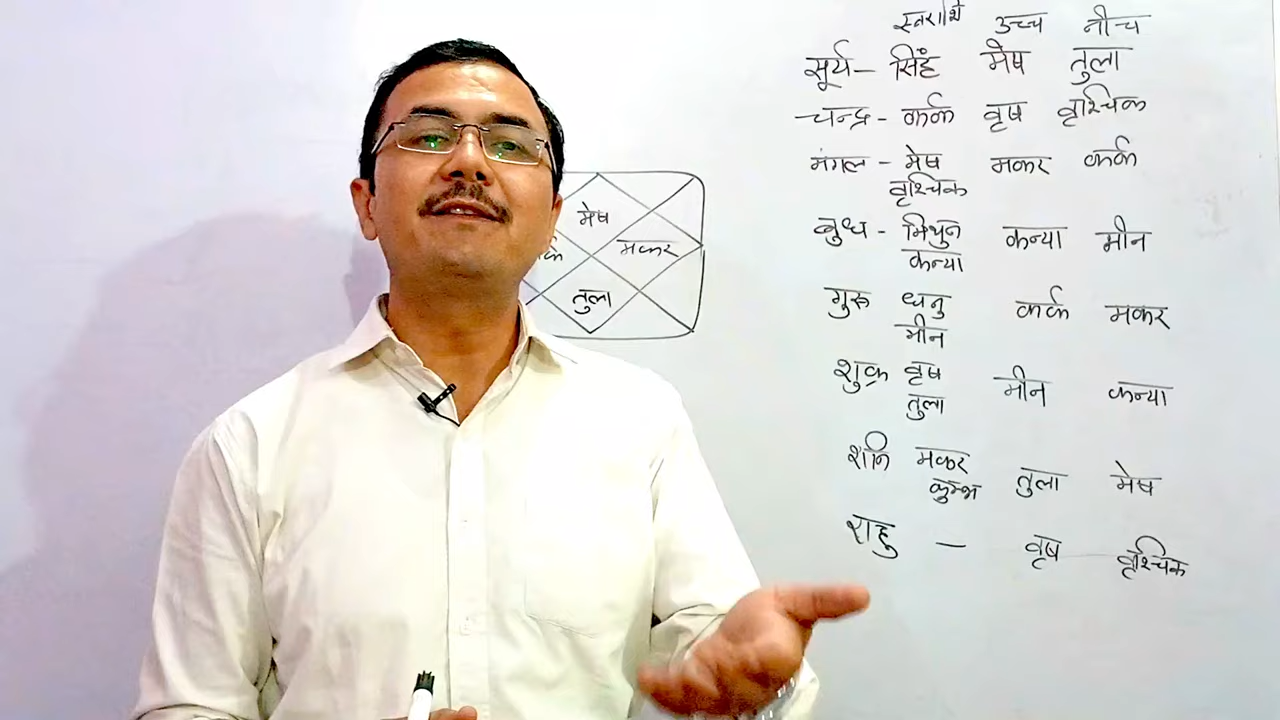 स्वराशि उच्च नीच
सूर्य – सिंह मेष तुला
चन्द्र - कर्क वृष वृश्चिक
मंगल - मेष मकर कर्क
वृश्चिक
बुध - मिथुन कन्या मीन
कन्या
गुरू धनु कर्क मकर
मीन
शुक्र वृष मीन कन्या
तुला
शनि मकर तुला मेष
कुम्भ
राहु – वृष वृश्चिक
मेष
मकर
तुला